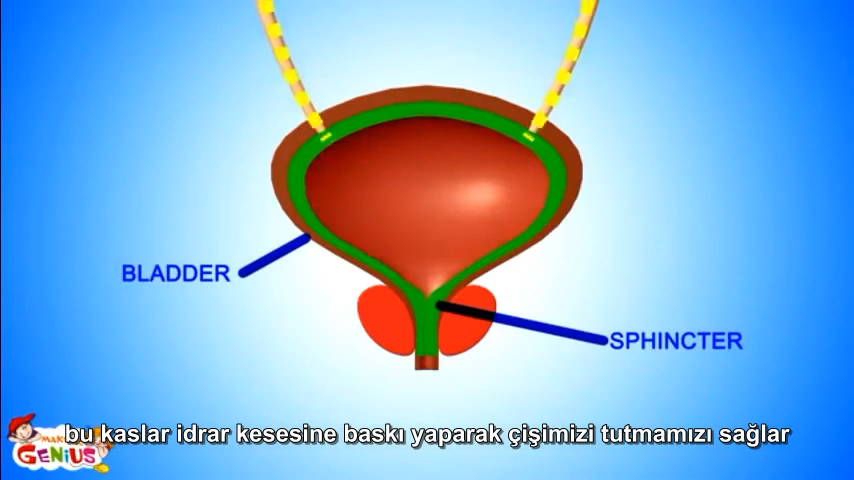 BLADDER
SPHINCTER
bu kaslar idrar kesesine baskı yaparak çişimizi tutmamızı sağlar
GENiUS